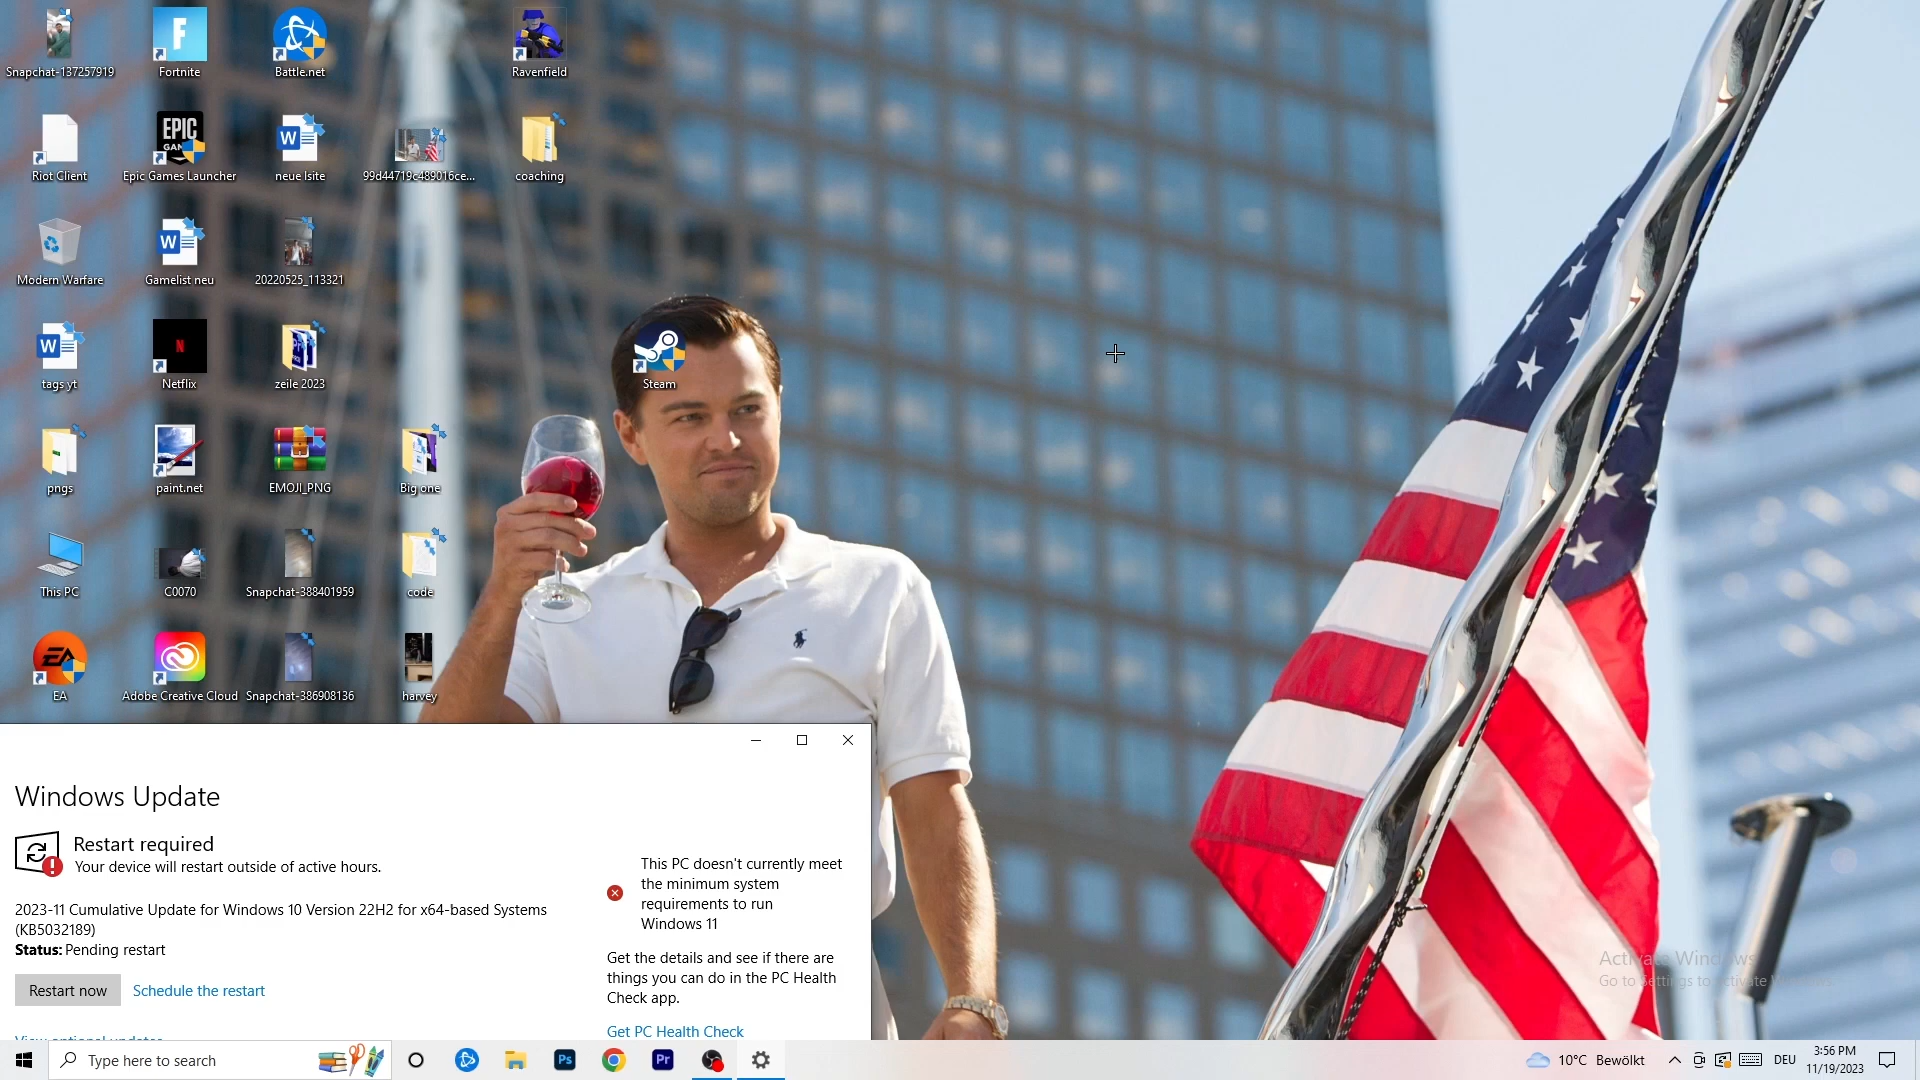 Snapchat-137257919
Fortnite
Battle.net
Ravenfield
Riot Client
EPIC
GAMES
Epic Games Launcher
neue lsite
99d44719c489016ce...
coaching
Modern Warfare
Gamelist neu
20220525_113321
tags yt
Netflix
zeile 2023
Steam
pngs
paint.net
EMOJI_PNG
Big one
This PC
C0070
Snapchat-388401959
code
EA
Adobe Creative Cloud
Snapchat-386908136
harvey
Windows Update
Restart required
Your device will restart outside of active hours.
2023-11 Cumulative Update for Windows 10 Version 22H2 for x64-based Systems
(KB5032189)
Status: Pending restart
Restart now
Schedule the restart
View optional updates
This PC doesn't currently meet
the minimum system
requirements to run
Windows 11
Get the details and see if there are
things you can do in the PC Health
Check app.
Get PC Health Check
Activate Windows
Go to Settings to activate Windows.
Type here to search
Ps
Pr
10°C Bewölkt
DEU
3:56 PM
11/19/2023